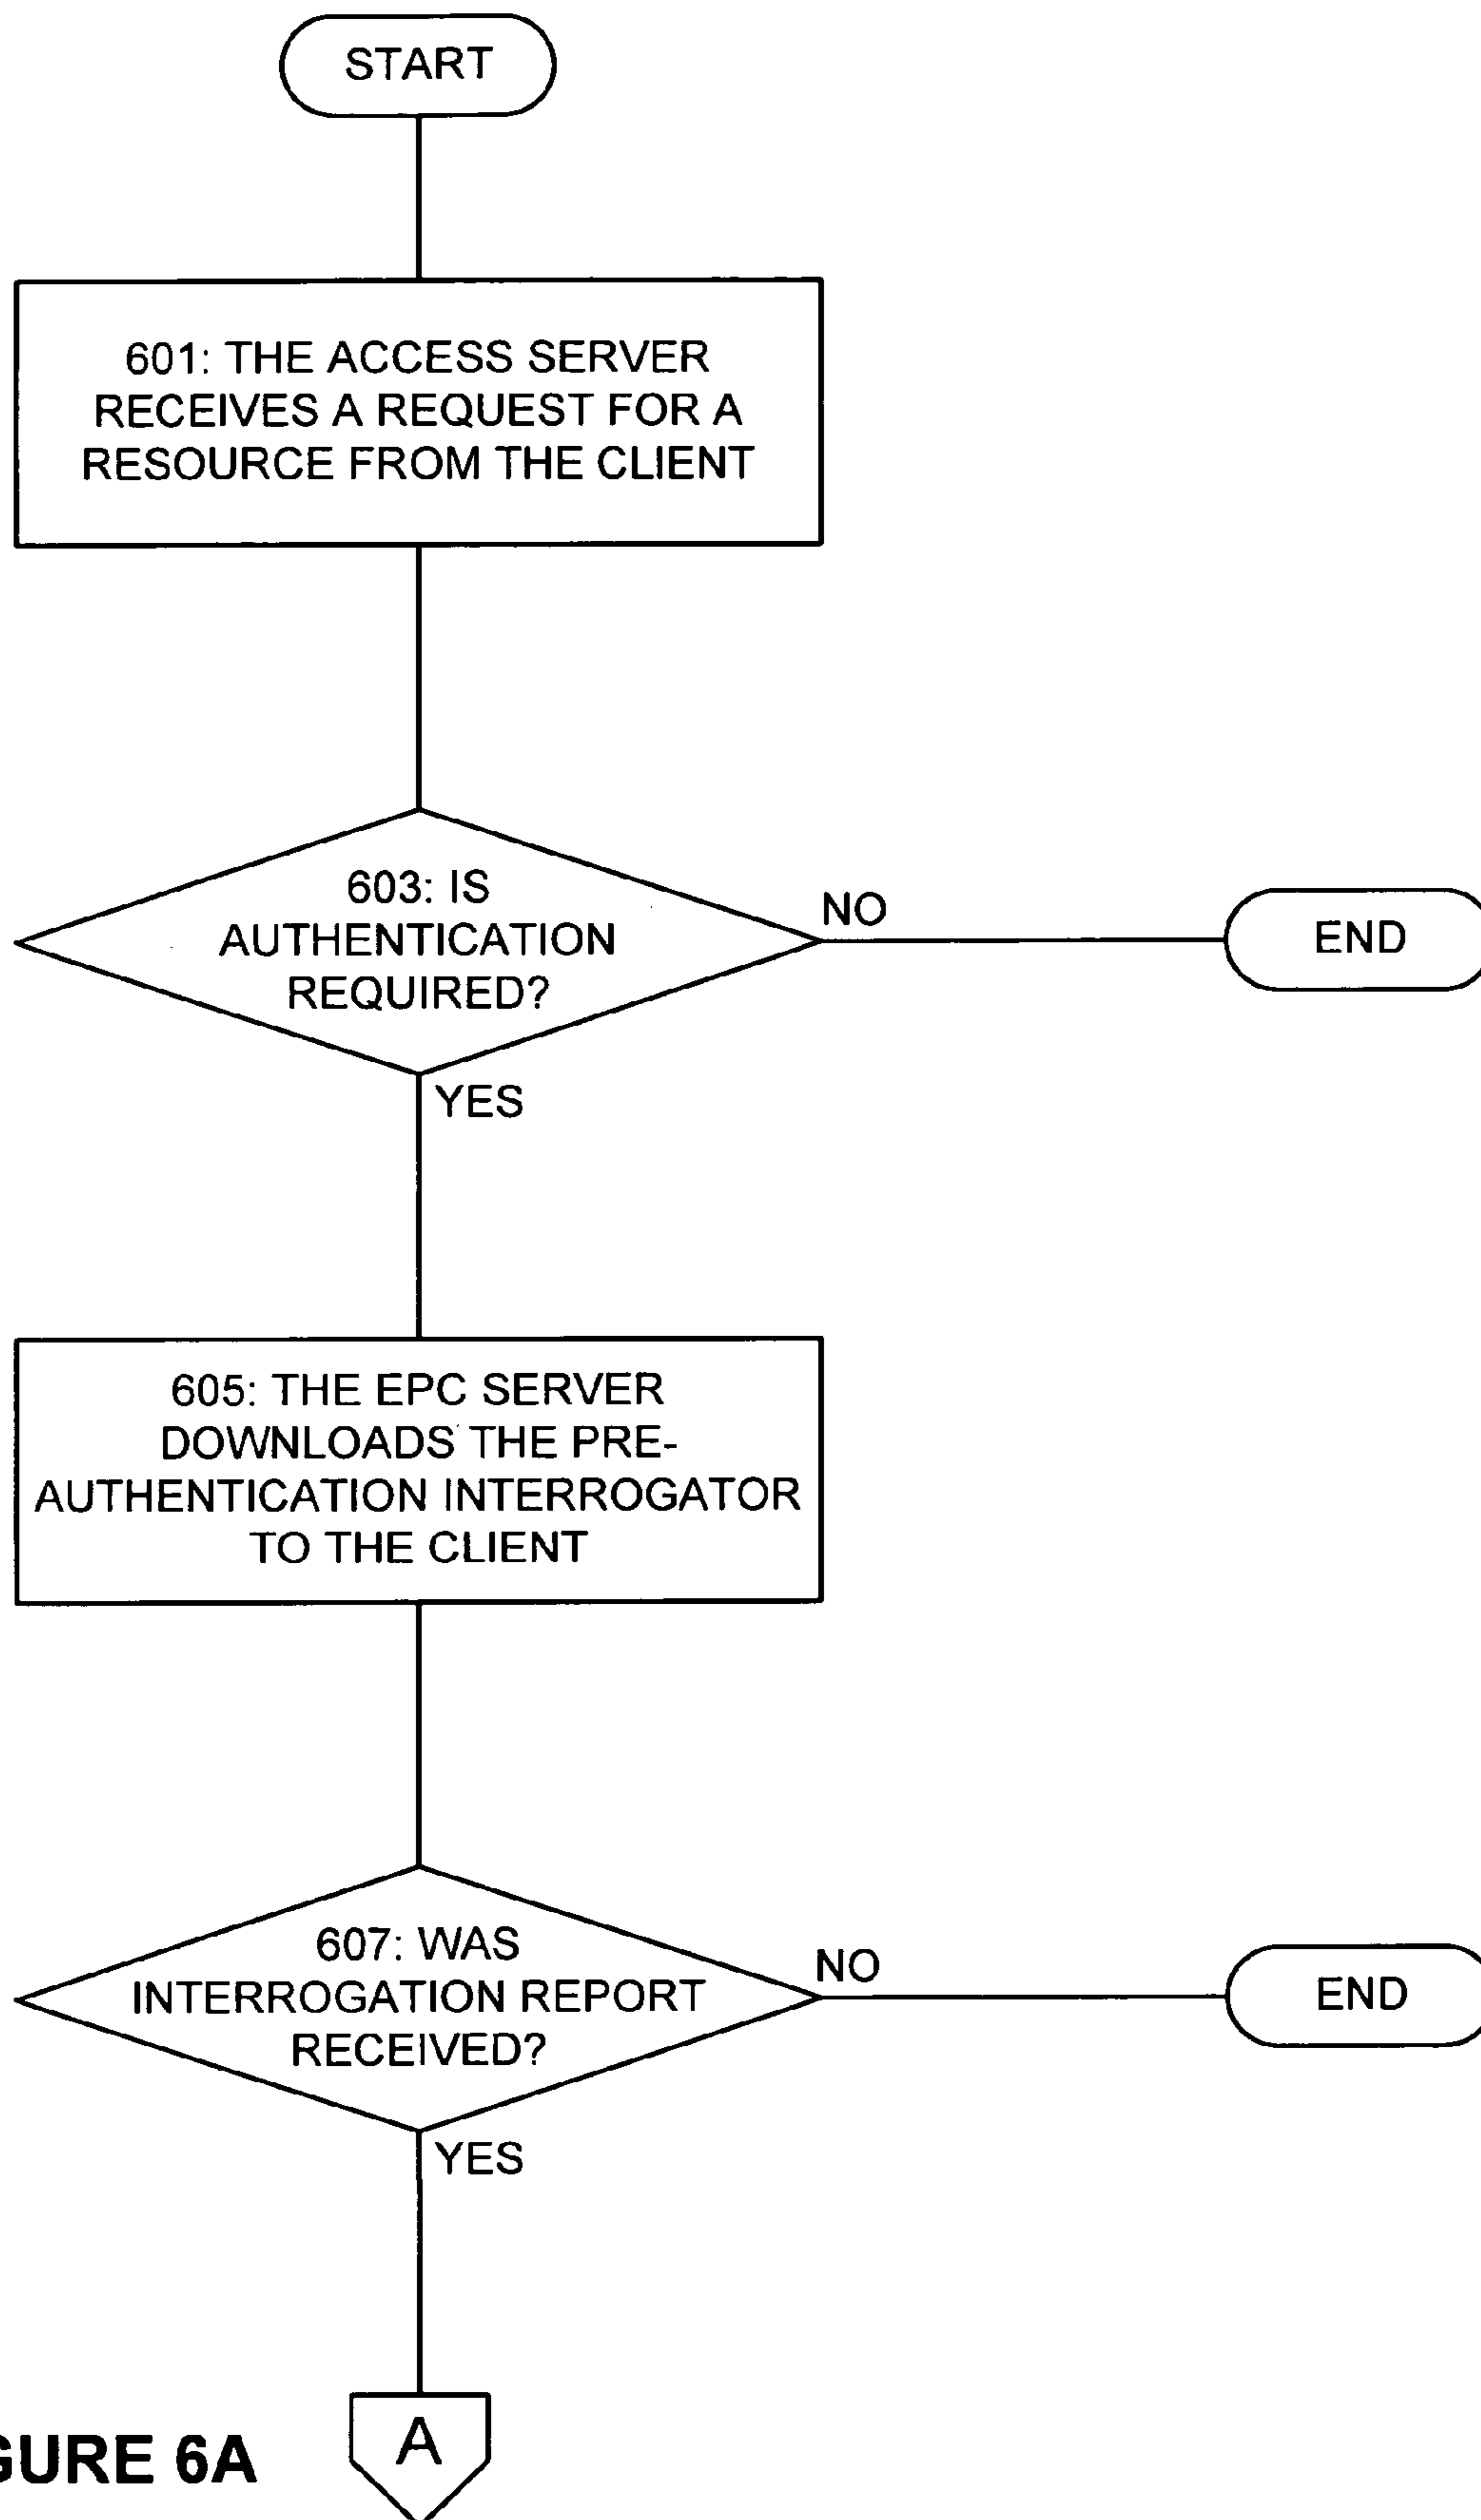 START
601: THE ACCESS SERVER
RECEIVES A REQUEST FOR A
RESOURCE FROM THE CLIENT
603: IS
AUTHENTICATION
REQUIRED?
NO
END
YES
605: THE EPC SERVER
DOWNLOADS THE PRE-
AUTHENTICATION INTERROGATOR
TO THE CLIENT
607: WAS
INTERROGATION REPORT
RECEIVED?
NO
END
YES
A
GURE 6A